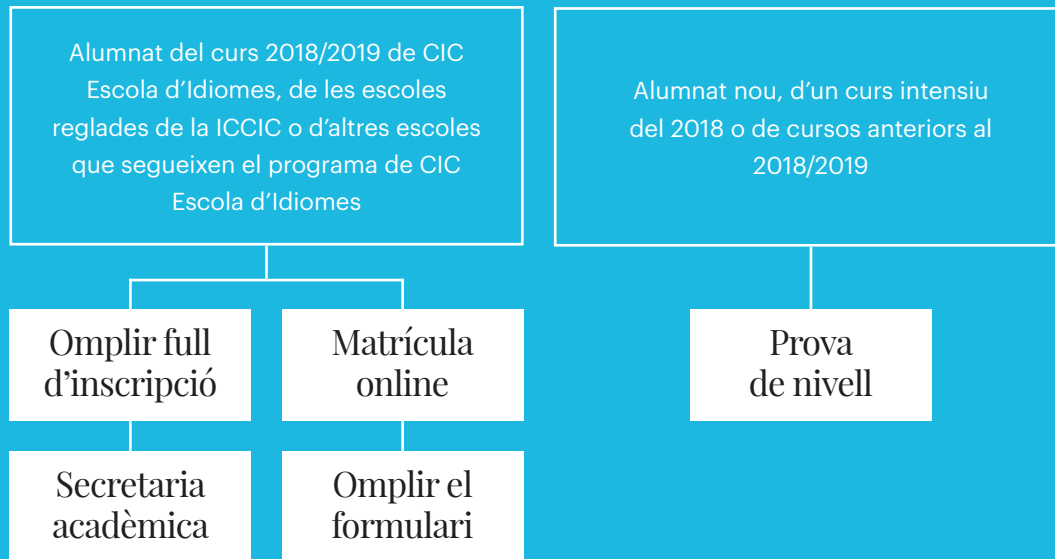 Alumnat del curs 2018/2019 de CIC
Escola d’Idiomes, de les escoles
reglades de la ICCIC o d’altres escoles
que segueixen el programa de CIC
Escola d’Idiomes
Alumnat nou, d’un curs intensiu
del 2018 o de cursos anteriors al
2018/2019
Omplir full
d’inscripció
Matrícula
online
Prova
de nivell
Secretaria
acadèmica
Omplir el
formulari